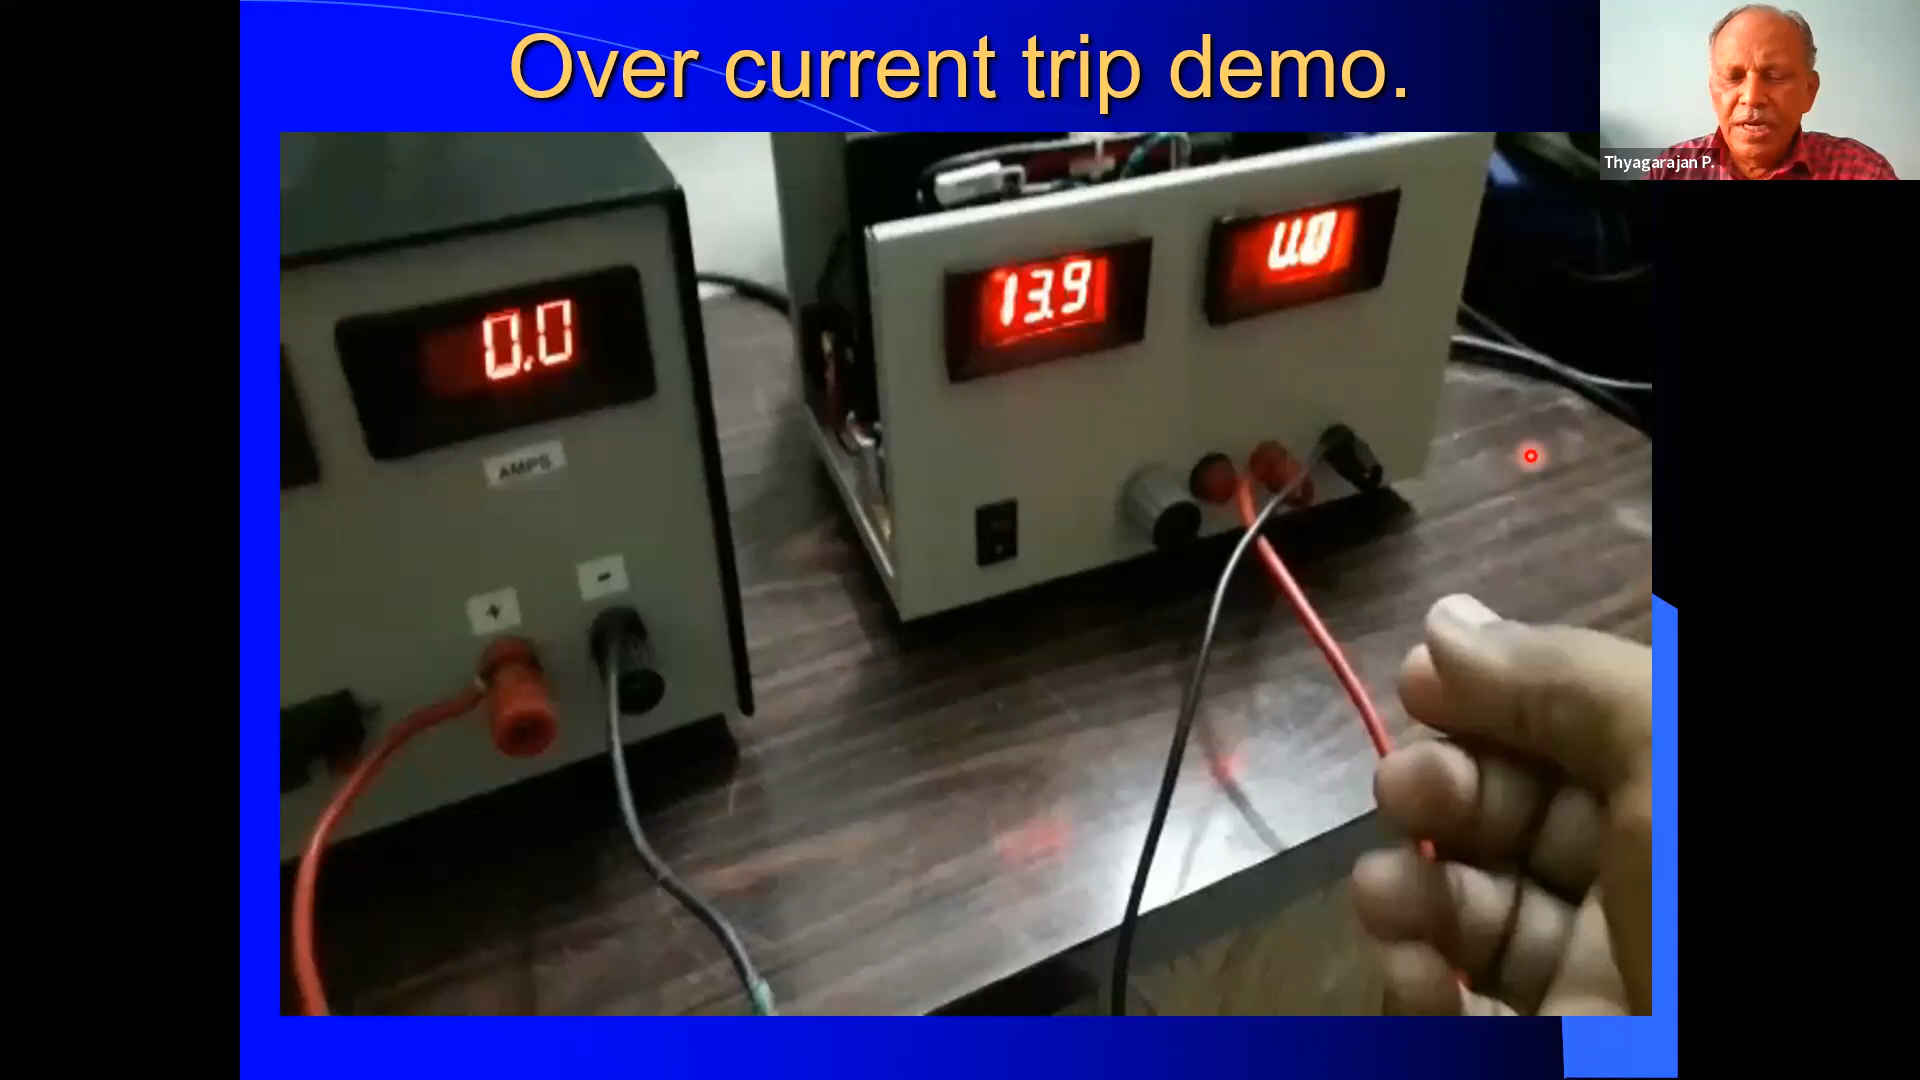 Over current trip demo.
Thyagarajan P.
13.9
0.0
0.0
AMPS
-
+